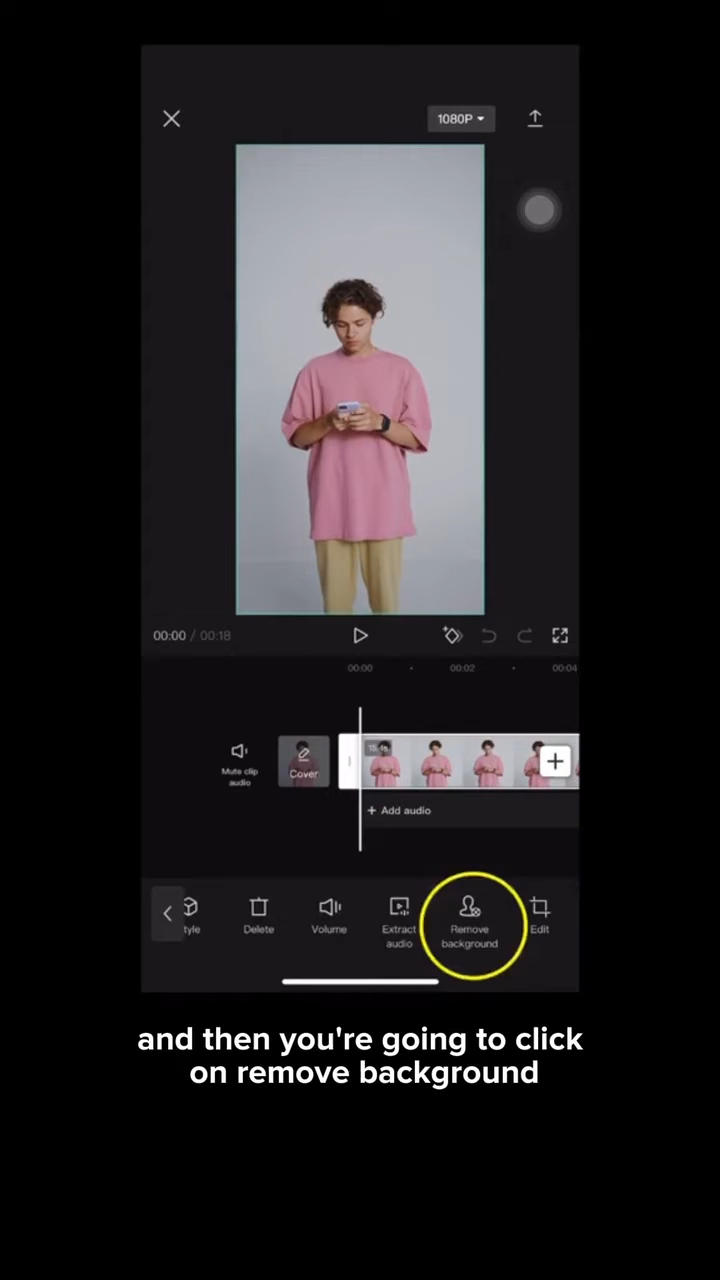 1080P
00:00 / 00:18
00:00 00:02 00:04
Mute clip
audio
Cover
+ Add audio
tyle
Delete
Volume
Extract
audio
Remove
background
Edit
and then you're going to click
on remove background